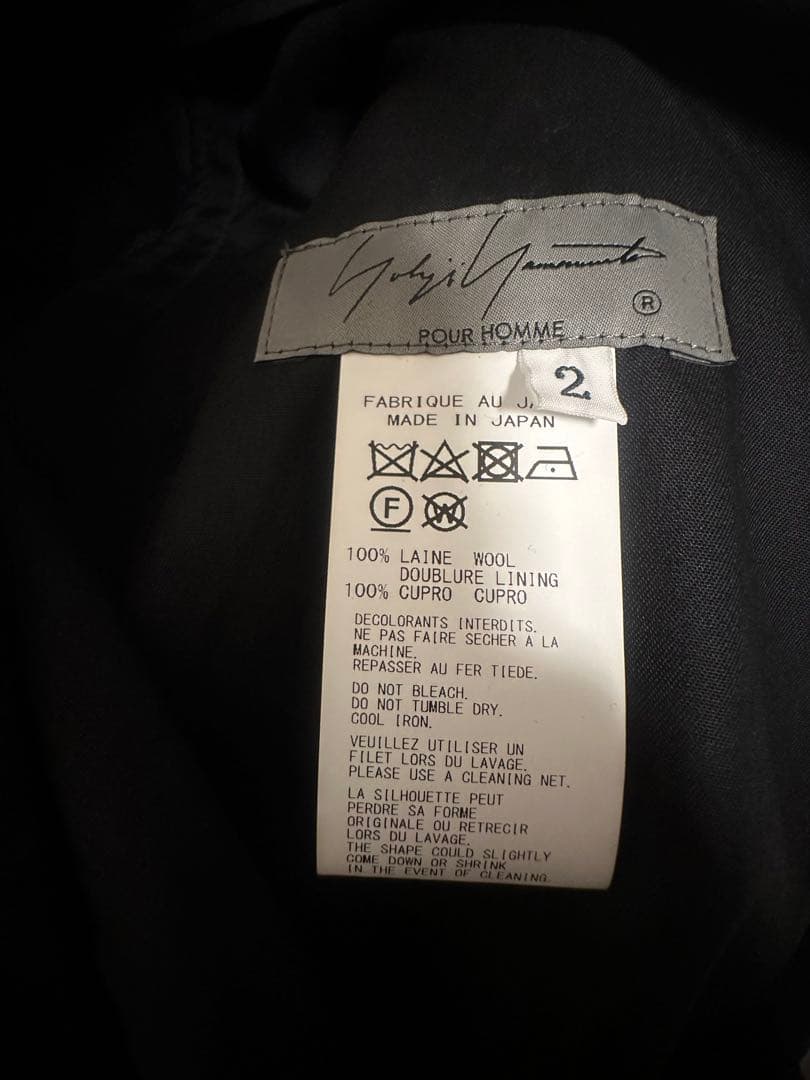 Yohji Yamamoto
®
POUR HOMME
2
FABRIQUE AU
MADE IN JAPAN
F
W
100% LAINE WOOL
DOUBLURE LINING
100% CUPRO CUPRO
DECOLORANTS INTERDITS.
NE PAS FAIRE SECHER A LA
MACHINE.
REPASSER AU FER TIEDE.
DO NOT BLEACH.
DO NOT TUMBLE DRY.
COOL IRON.
VEUILLEZ UTILISER UN
FILET LORS DU LAVAGE.
PLEASE USE A CLEANING NET.
LA SILHOUETTE PEUT
PERDRE SA FORME
ORIGINALE OU RETRECIR
LORS DU LAVAGE.
THE SHAPE COULD SLIGHTLY
COME DOWN OR SHRINK
IN THE EVENT OF CLEANING.